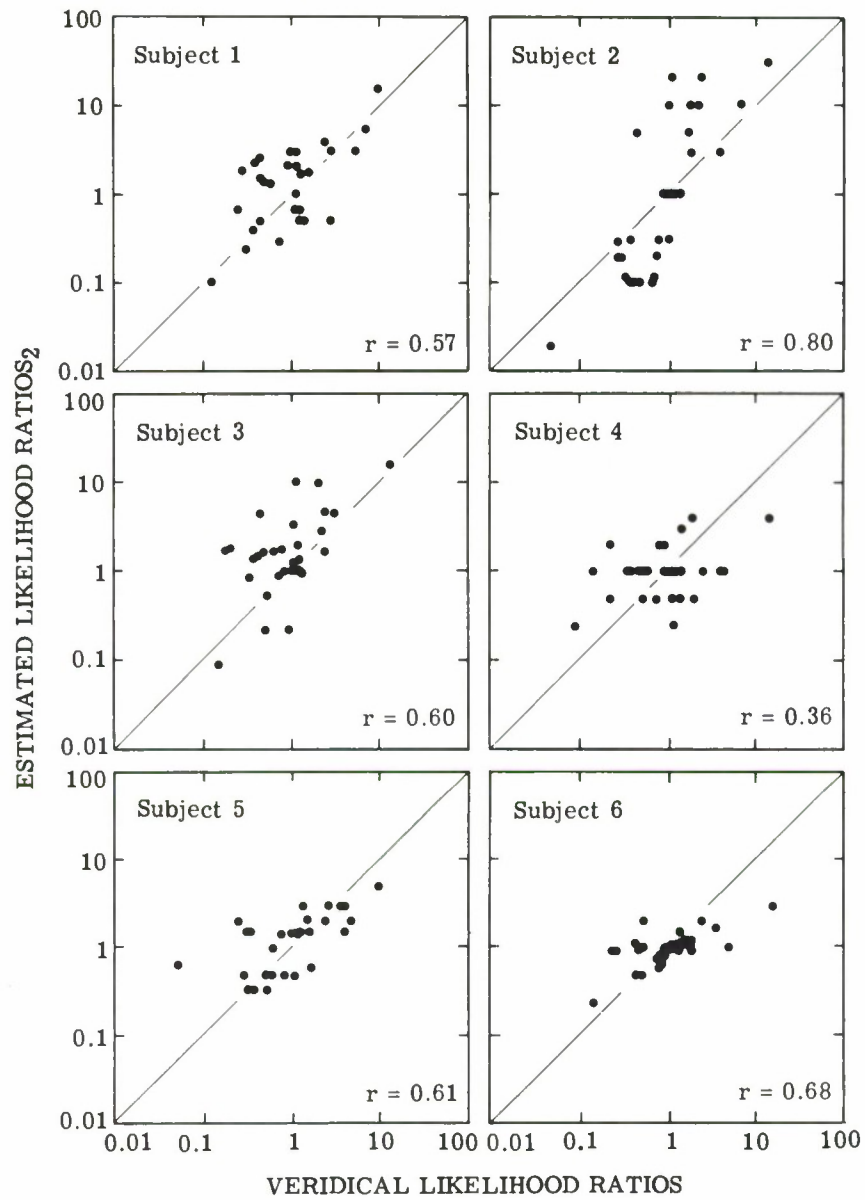 100
10
1
0.1
0.01
Subject 1
r = 0.57
Subject 2
r = 0.80
100
10
1
0.1
0.01
Subject 3
r = 0.60
Subject 4
r = 0.36
100
10
1
0.1
0.01
Subject 5
r = 0.61
Subject 6
r = 0.68
0.01 0.1 1 10 100 0.01 0.1 1 10 100
VERIDICAL LIKELIHOOD RATIOS
ESTIMATED LIKELIHOOD RATIOS2